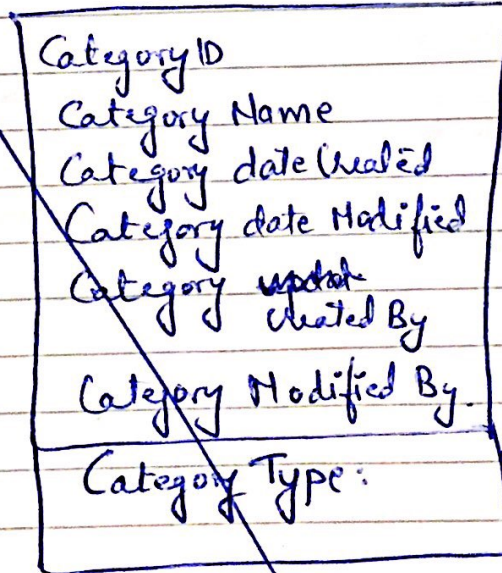 Category ID
Category Name
Category date Created
Category date Modified
Category
created By
Category Modified By.
Category Type: